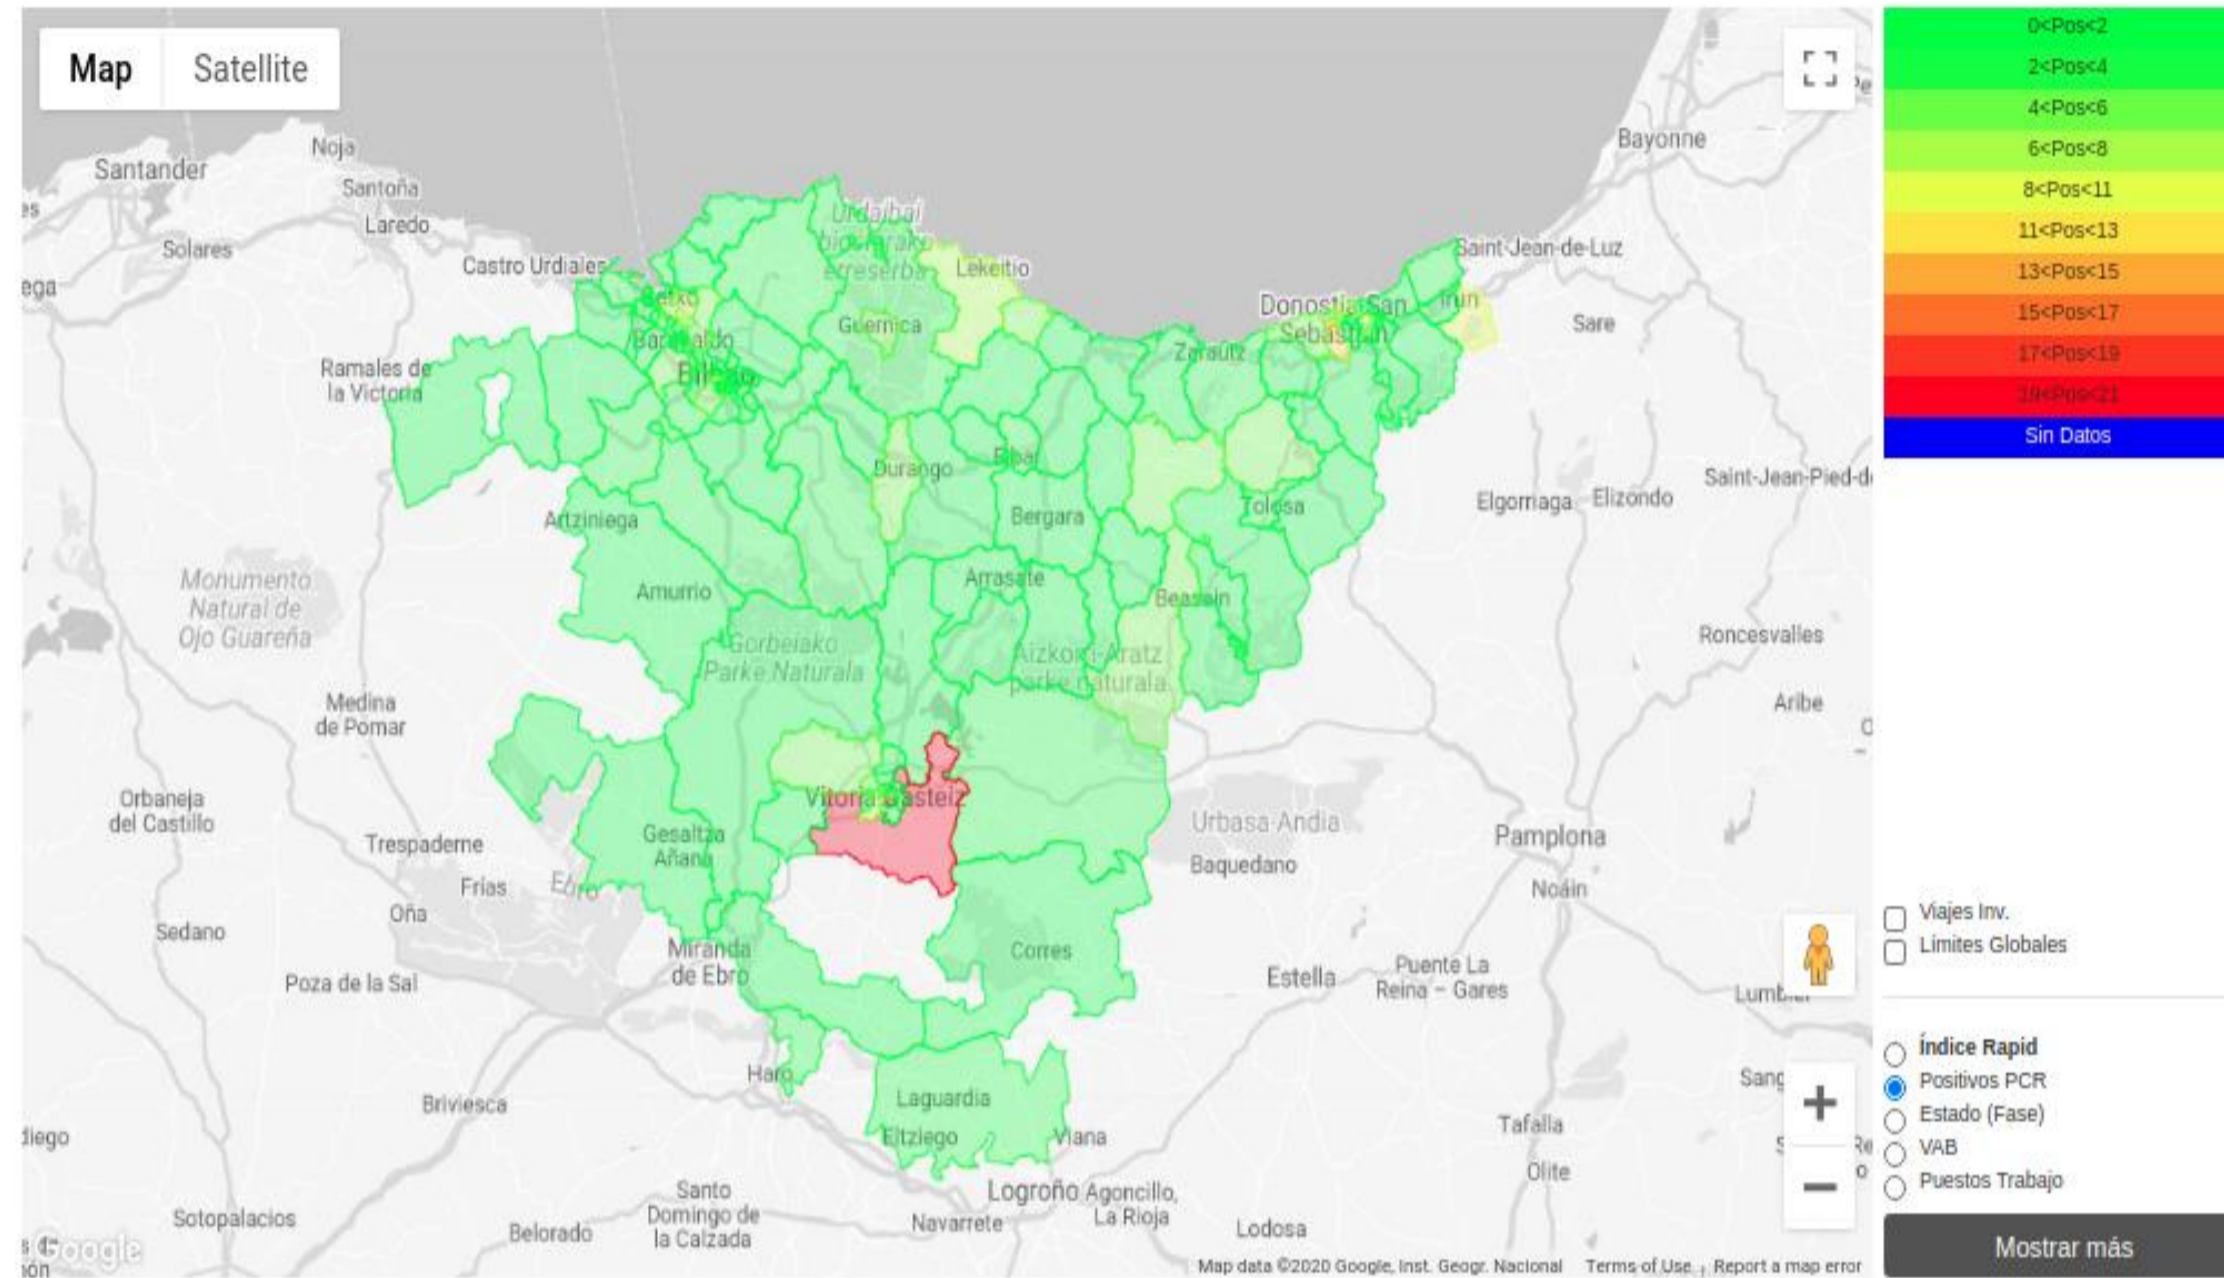 Map
Satellite
Santander
Noja
Santoña
Laredo
Solares
Castro Urdiales
Ramales de
la Victoria
Urdaibai
etreserba
Lekeitio
Getxo
Guernica
Barakaldo
Bilbao
Donostia-San
Sebastián
Zarautz
Irun
Saint-Jean-de-Luz
Bayonne
Sare
Durango
Eibar
Bergara
Tolosa
Elgorriaga
Elizondo
Saint-Jean-Pied-d
Artziniega
Amurrio
Arrasate
Beasain
Monumento
Natural de
Ojo Guareña
Gorbeiako
Parke Naturala
Aizkorri-Aratz
parke naturala
Roncesvalles
Aribe
Medina
de Pomar
Orbaneja
del Castillo
Trespaderne
Frías
Ebro
Oña
Sedano
Poza de la Sal
Gesaltza
Añana
Vitoria-Gasteiz
Urbasa-Andia
Baquedano
Pamplona
Noáin
Miranda
de Ebro
Corres
Estella
Puente La
Reina – Gares
Haro
Briviesca
Laguardia
Eltziego
Viana
Tafalla
Olite
Sotopalacios
Belorado
Santo
Domingo de
la Calzada
Logroño
Navarrete
Agoncillo,
La Rioja
Lodosa
Google
Map data ©2020 Google, Inst. Geogr. Nacional
Terms of Use
Report a map error
0<Pos<2
2<Pos<4
4<Pos<6
6<Pos<8
8<Pos<11
11<Pos<13
13<Pos<15
15<Pos<17
17<Pos<19
19<Pos<21
Sin Datos
Viajes Inv.
Límites Globales
Índice Rapid
Positivos PCR
Estado (Fase)
VAB
Puestos Trabajo
Mostrar más